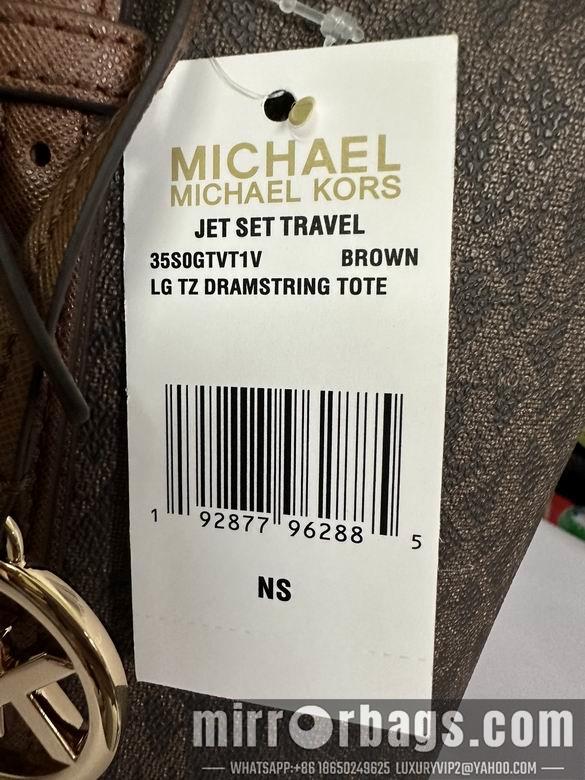 MICHAEL
MICHAEL KORS
JET SET TRAVEL
35S0GTVT1V BROWN
LG TZ DRAMSTRING TOTE
1 92877 96288 5
NS
mirrorbags.com
WHATSAPP:+86 18650249625 LUXURYVIP2@YAHOO.COM